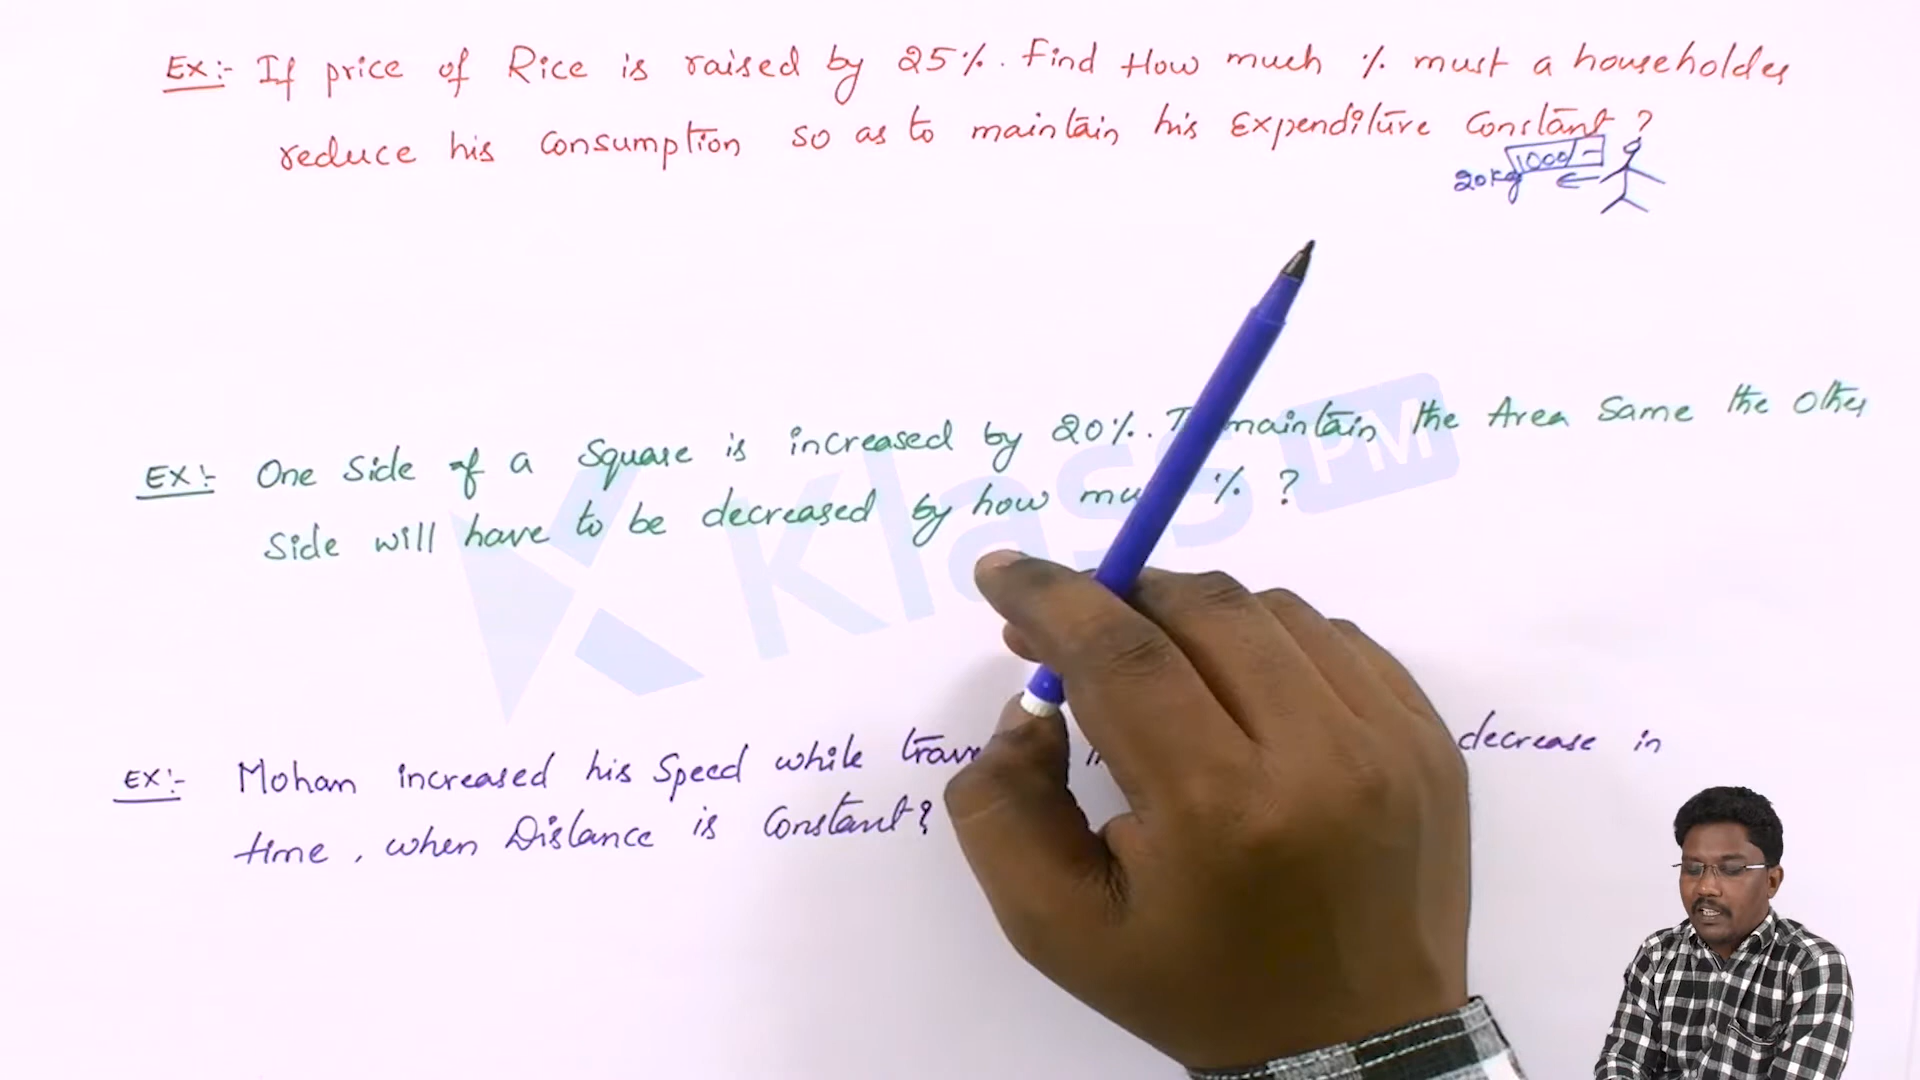 Ex:- If price of Rice is raised by 25%. Find How much % must a householder
reduce his Consumption so as to maintain his Expenditure Constant?
1000/-
20kg
Ex:- One side of a Square is increased by 20%. maintain the Area same the other
side will have to be decreased by how % ?
Klass PM
Ex:- Mohan increased his speed while decrease in
time, when Distance is Constant?